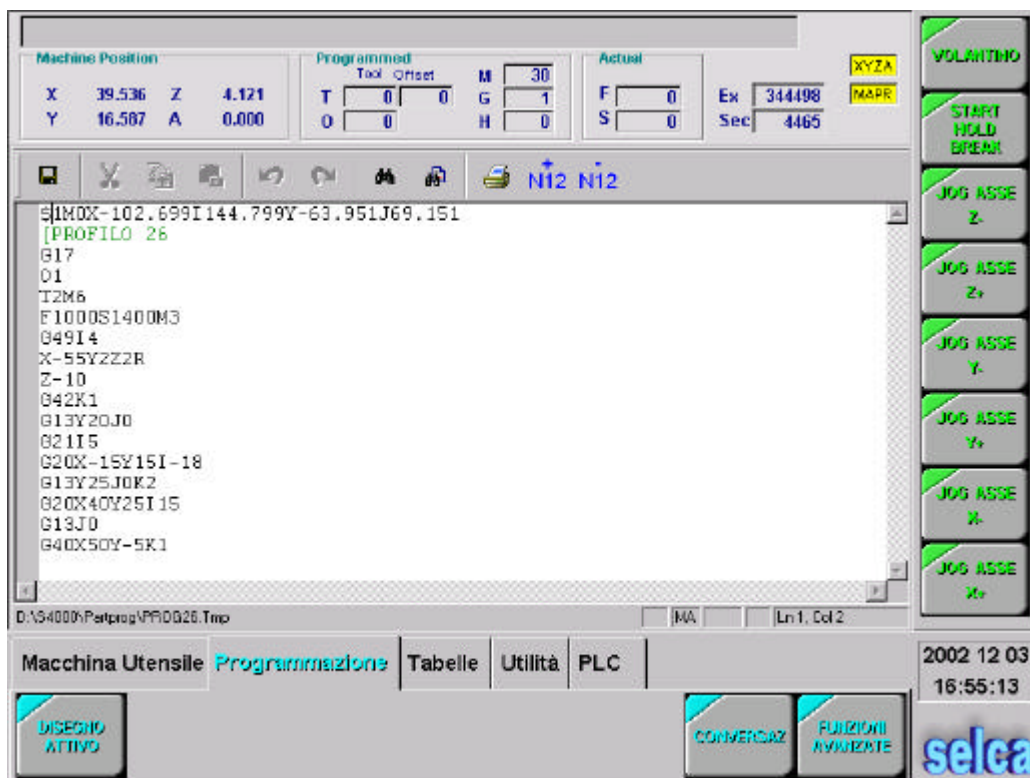 Machine Position
X 39.536 Z 4.121
Y 16.587 A 0.000
Programmed
Tool Offset
T 0 0
O 0
M 30
G 1
H 0
Actual
F 0
S 0
Ex 344498
Sec 4465
XYZA
MAPR
N12 N12
S1M0X-102.699I144.799Y-63.951J69.151
[PROFILO 26
G17
O1
T2M6
F1000S1400M3
G49I4
X-55Y2Z2R
Z-10
G42K1
G13Y20J0
G21I5
G20X-15Y15I-18
G13Y25J0K2
G20X40Y25I15
G13J0
G40X50Y-5K1
D:\S4000\Partprog\PROG26.Tmp
MA
Ln 1, Col 2
Macchina Utensile
Programmazione
Tabelle
Utilità
PLC
DISEGNO
ATTIVO
CONVERSAZ
FUNZIONI
AVANZATE
VOLANTINO
START
HOLD
BREAK
JOG ASSE
Z-
JOG ASSE
Z+
JOG ASSE
Y-
JOG ASSE
Y+
JOG ASSE
X-
JOG ASSE
X+
2002 12 03
16:55:13
selca